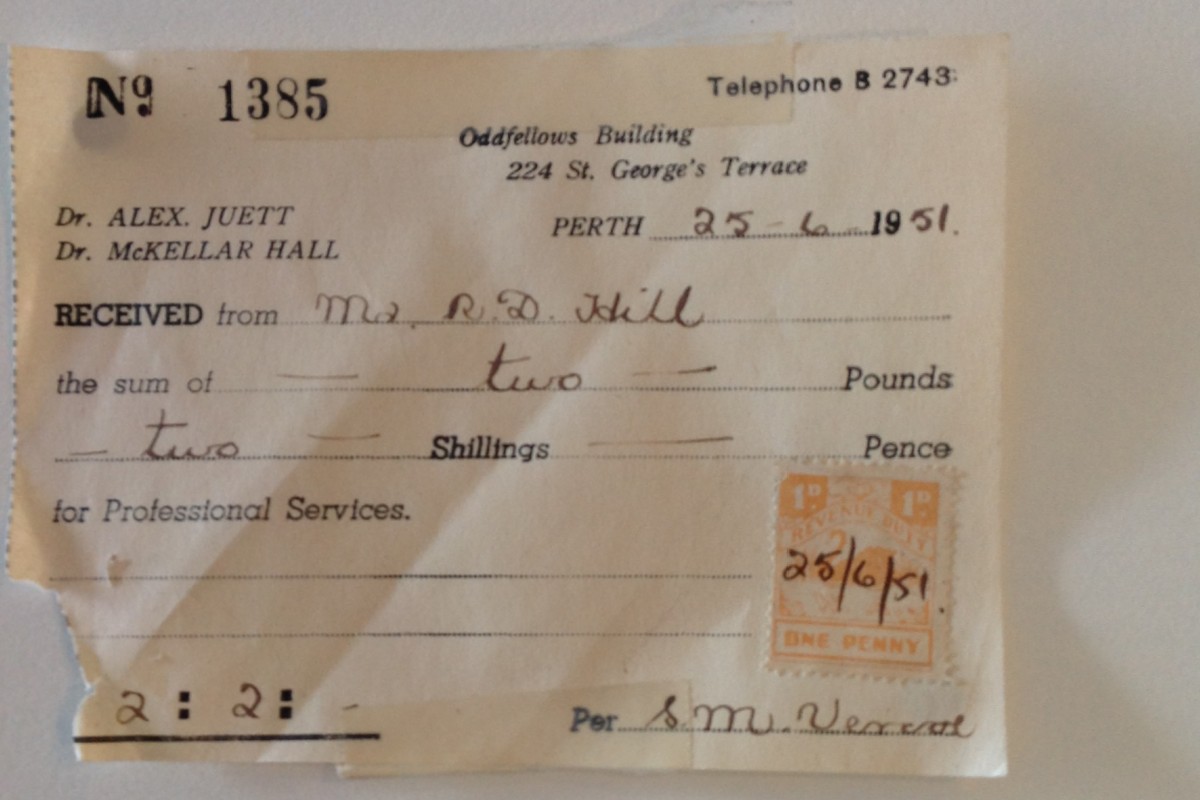 Nº 1385 Telephone B 2743
Oddfellows Building
224 St. George's Terrace
Dr. ALEX. JUETT
Dr. McKELLAR HALL
PERTH 25-6-1951.
RECEIVED from Mr. R.D. Hill
the sum of — two — Pounds
— two — Shillings — Pence
for Professional Services.
1D 1D
REVENUE DUTY
25/6/51.
ONE PENNY
2 : 2 : -
Per S.M. Vercoe